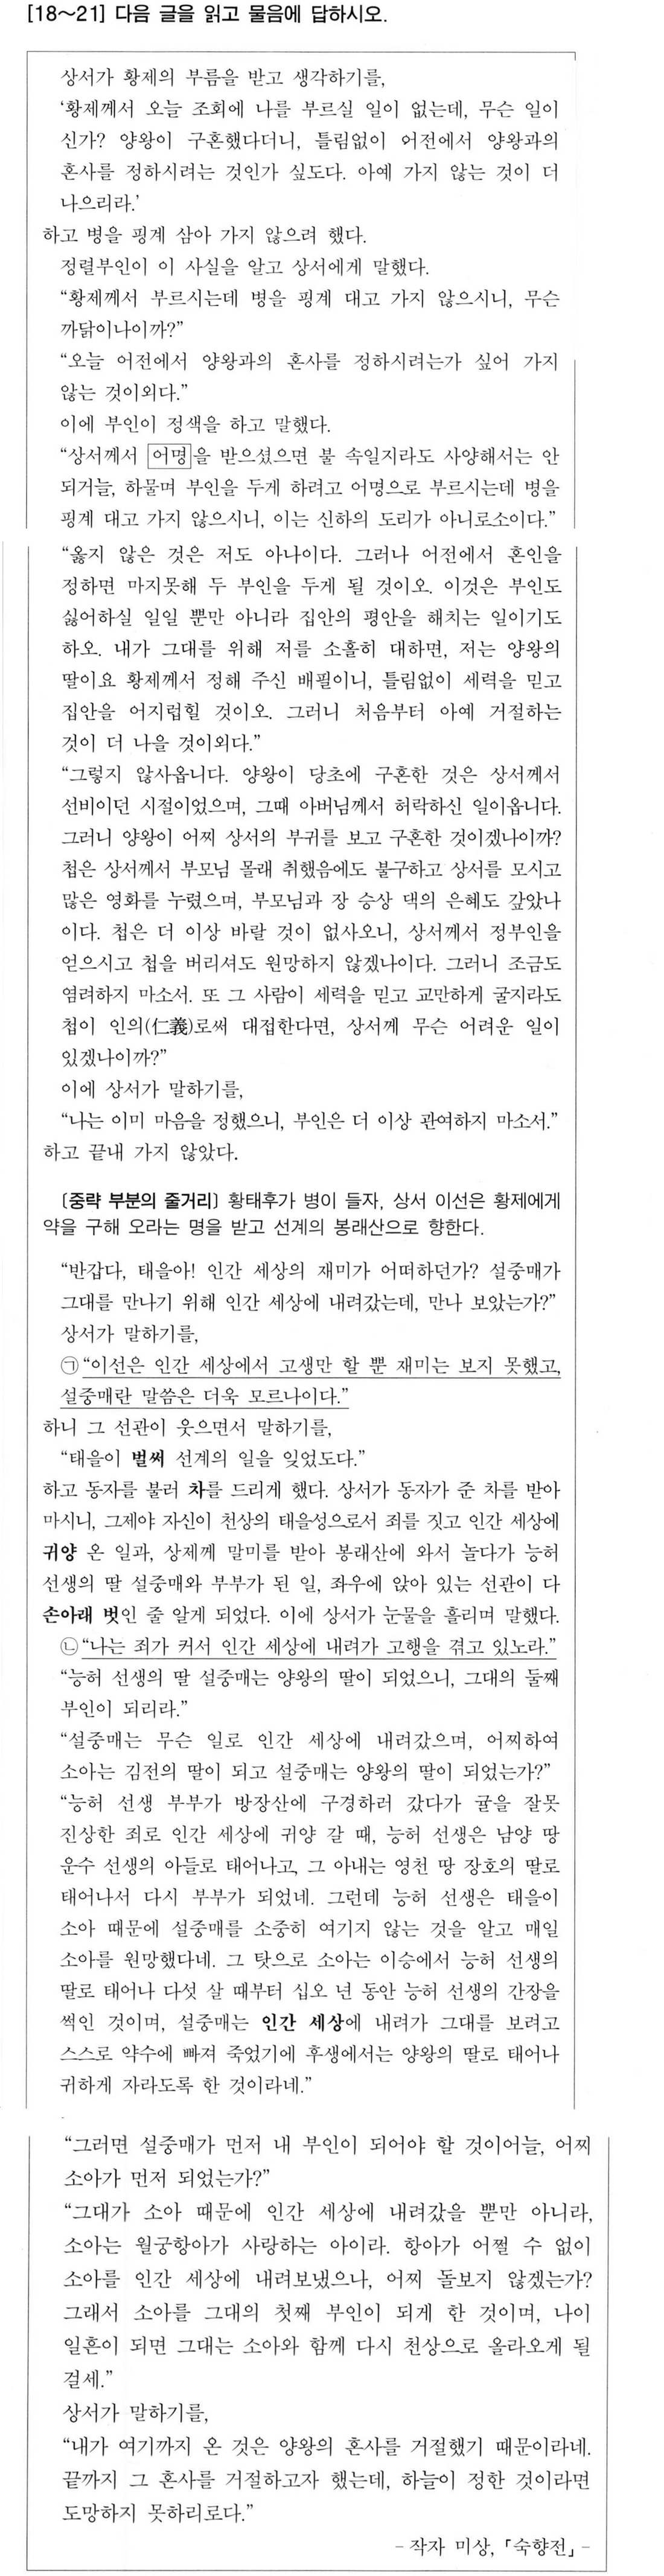 [18~21] 다음 글을 읽고 물음에 답하시오.
상서가 황제의 부름을 받고 생각하기를,
‘황제께서 오늘 조회에 나를 부르실 일이 없는데, 무슨 일이
신가? 양왕이 구혼했다더니, 틀림없이 어전에서 양왕과의
혼사를 정하시려는 것인가 싶도다. 아예 가지 않는 것이 더
나으리라.’
하고 병을 핑계 삼아 가지 않으려 했다.
정렬부인이 이 사실을 알고 상서에게 말했다.
“황제께서 부르시는데 병을 핑계 대고 가지 않으시니, 무슨
까닭이나이까?”
“오늘 어전에서 양왕과의 혼사를 정하시려는가 싶어 가지
않는 것이외다.”
이에 부인이 정색을 하고 말했다.
“상서께서 어명을 받으셨으면 불 속일지라도 사양해서는 안
되거늘, 하물며 부인을 두게 하려고 어명으로 부르시는데 병을
핑계 대고 가지 않으시니, 이는 신하의 도리가 아니로소이다.”
“옳지 않은 것은 저도 아나이다. 그러나 어전에서 혼인을
정하면 마지못해 두 부인을 두게 될 것이오. 이것은 부인도
싫어하실 일일 뿐만 아니라 집안의 평안을 해치는 일이기도
하오. 내가 그대를 위해 저를 소홀히 대하면, 저는 양왕의
딸이요 황제께서 정해 주신 배필이니, 틀림없이 세력을 믿고
집안을 어지럽힐 것이오. 그러니 처음부터 아예 거절하는
것이 더 나을 것이외다.”
“그렇지 않사옵니다. 양왕이 당초에 구혼한 것은 상서께서
선비이던 시절이었으며, 그때 아버님께서 허락하신 일이옵니다.
그러니 양왕이 어찌 상서의 부귀를 보고 구혼한 것이겠나이까?
첩은 상서께서 부모님 몰래 취했음에도 불구하고 상서를 모시고
많은 영화를 누렸으며, 부모님과 장 승상 댁의 은혜도 갚았나
이다. 첩은 더 이상 바랄 것이 없사오니, 상서께서 정부인을
얻으시고 첩을 버리셔도 원망하지 않겠나이다. 그러니 조금도
염려하지 마소서. 또 그 사람이 세력을 믿고 교만하게 굴지라도
첩이 인의(仁義)로써 대접한다면, 상서께 무슨 어려운 일이
있겠나이까?”
이에 상서가 말하기를,
“나는 이미 마음을 정했으니, 부인은 더 이상 관여하지 마소서.”
하고 끝내 가지 않았다.
[중략 부분의 줄거리] 황태후가 병이 들자, 상서 이선은 황제에게
약을 구해 오라는 명을 받고 선계의 봉래산으로 향한다.
“반갑다, 태을아! 인간 세상의 재미가 어떠하던가? 설중매가
그대를 만나기 위해 인간 세상에 내려갔는데, 만나 보았는가?”
상서가 말하기를,
㉠“이선은 인간 세상에서 고생만 할 뿐 재미는 보지 못했고,
설중매란 말씀은 더욱 모르나이다.”
하니 그 선관이 웃으면서 말하기를,
“태을이 벌써 선계의 일을 잊었도다.”
하고 동자를 불러 차를 드리게 했다. 상서가 동자가 준 차를 받아
마시니, 그제야 자신이 천상의 태을성으로서 죄를 짓고 인간 세상에
귀양 온 일과, 상제께 말미를 받아 봉래산에 와서 놀다가 능허
선생의 딸 설중매와 부부가 된 일, 좌우에 앉아 있는 선관이 다
손아래 벗인 줄 알게 되었다. 이에 상서가 눈물을 흘리며 말했다.
㉡“나는 죄가 커서 인간 세상에 내려가 고행을 겪고 있노라.”
“능허 선생의 딸 설중매는 양왕의 딸이 되었으니, 그대의 둘째
부인이 되리라.”
“설중매는 무슨 일로 인간 세상에 내려갔으며, 어찌하여
소아는 김전의 딸이 되고 설중매는 양왕의 딸이 되었는가?”
“능허 선생 부부가 방장산에 구경하러 갔다가 귤을 잘못
진상한 죄로 인간 세상에 귀양 갈 때, 능허 선생은 남양 땅
운수 선생의 아들로 태어나고, 그 아내는 영천 땅 장호의 딸로
태어나서 다시 부부가 되었네. 그런데 능허 선생은 태을이
소아 때문에 설중매를 소중히 여기지 않는 것을 알고 매일
소아를 원망했다네. 그 탓으로 소아는 이승에서 능허 선생의
딸로 태어나 다섯 살 때부터 십오 년 동안 능허 선생의 간장을
썩인 것이며, 설중매는 인간 세상에 내려가 그대를 보려고
스스로 약수에 빠져 죽었기에 후생에서는 양왕의 딸로 태어나
귀하게 자라도록 한 것이라네.”
“그러면 설중매가 먼저 내 부인이 되어야 할 것이어늘, 어찌
소아가 먼저 되었는가?”
“그대가 소아 때문에 인간 세상에 내려갔을 뿐만 아니라,
소아는 월궁항아가 사랑하는 아이라. 항아가 어쩔 수 없이
소아를 인간 세상에 내려보냈으나, 어찌 돌보지 않겠는가?
그래서 소아를 그대의 첫째 부인이 되게 한 것이며, 나이
일흔이 되면 그대는 소아와 함께 다시 천상으로 올라오게 될
걸세.”
상서가 말하기를,
“내가 여기까지 온 것은 양왕의 혼사를 거절했기 때문이라네.
끝까지 그 혼사를 거절하고자 했는데, 하늘이 정한 것이라면
도망하지 못하리로다.”
- 작자 미상, 「숙향전」 -